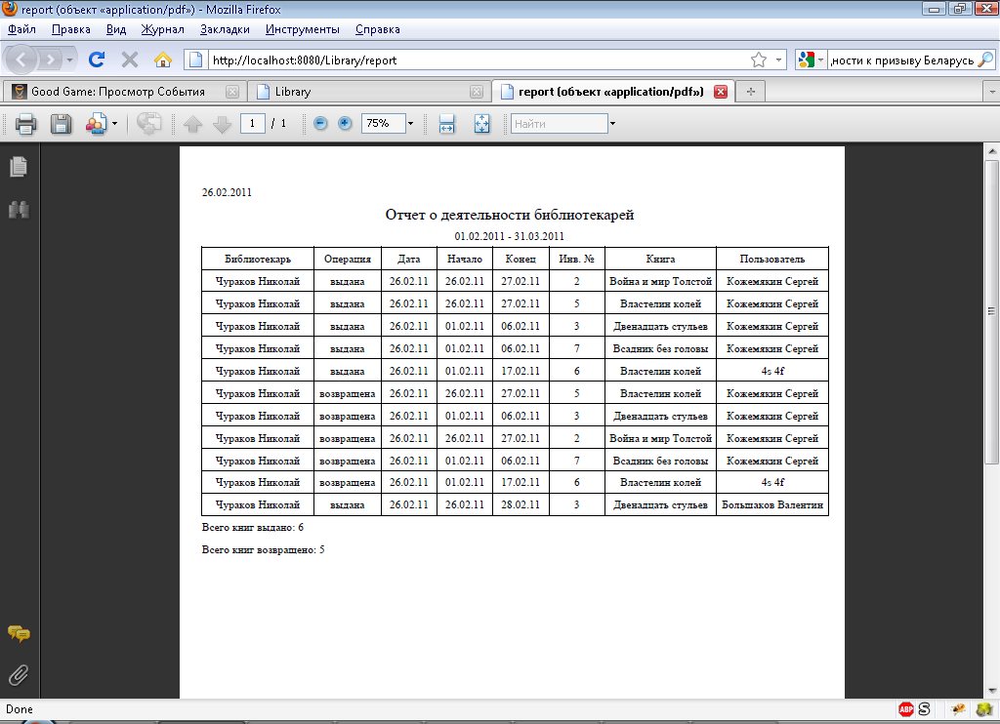 report (объект «application/pdf») - Mozilla Firefox
Файл Правка Вид Журнал Закладки Инструменты Справка
http://localhost:8080/Library/report
ности к призыву Беларусь
Good Game: Просмотр События Library report (объект «application/pdf»)
1 / 1 75% Найти
26.02.2011
Отчет о деятельности библиотекарей
01.02.2011 - 31.03.2011
Библиотекарь Операция Дата Начало Конец Инв. № Книга Пользователь
Чураков Николай выдана 26.02.11 26.02.11 27.02.11 2 Война и мир Толстой Кожемякин Сергей
Чураков Николай выдана 26.02.11 26.02.11 27.02.11 5 Властелин колей Кожемякин Сергей
Чураков Николай выдана 26.02.11 01.02.11 06.02.11 3 Двенадцать стульев Кожемякин Сергей
Чураков Николай выдана 26.02.11 01.02.11 06.02.11 7 Всадник без головы Кожемякин Сергей
Чураков Николай выдана 26.02.11 01.02.11 17.02.11 6 Властелин колей 4s 4f
Чураков Николай возвращена 26.02.11 26.02.11 27.02.11 5 Властелин колей Кожемякин Сергей
Чураков Николай возвращена 26.02.11 01.02.11 06.02.11 3 Двенадцать стульев Кожемякин Сергей
Чураков Николай возвращена 26.02.11 26.02.11 27.02.11 2 Война и мир Толстой Кожемякин Сергей
Чураков Николай возвращена 26.02.11 01.02.11 06.02.11 7 Всадник без головы Кожемякин Сергей
Чураков Николай возвращена 26.02.11 01.02.11 17.02.11 6 Властелин колей 4s 4f
Чураков Николай выдана 26.02.11 26.02.11 28.02.11 3 Двенадцать стульев Большаков Валентин
Всего книг выдано: 6
Всего книг возвращено: 5
Done ABP S